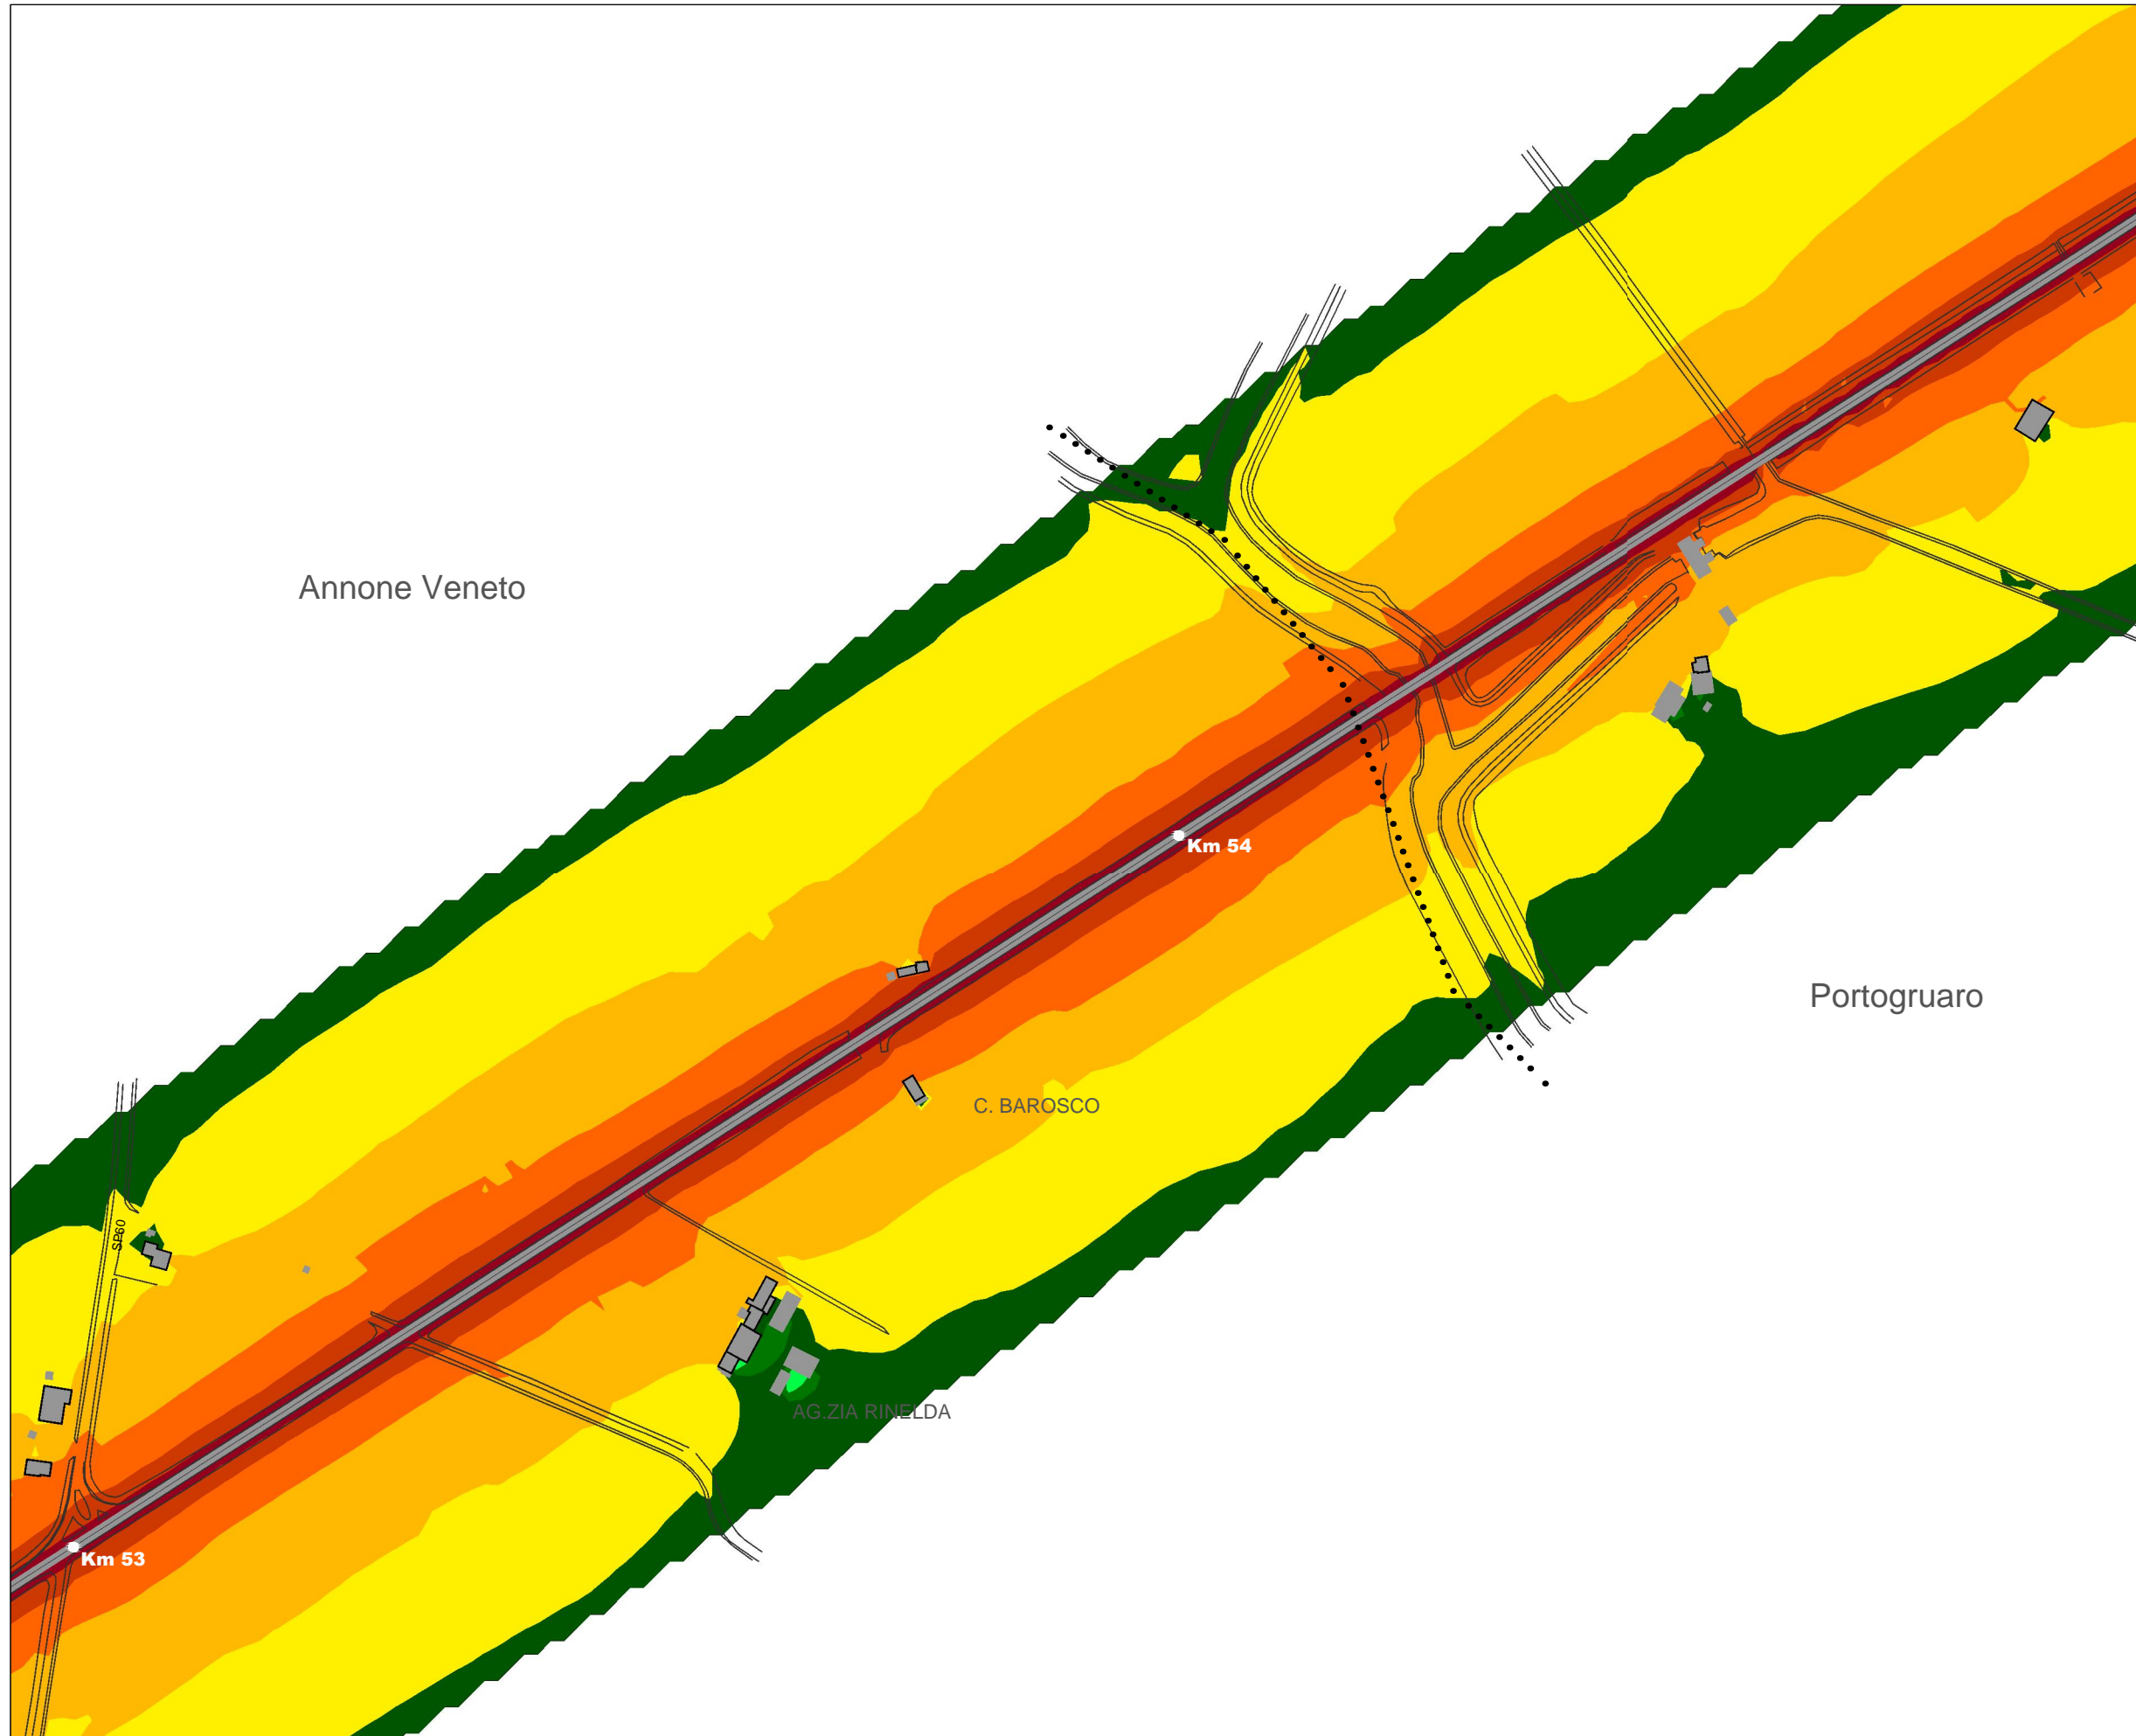 Annone Veneto
Km 54
Portogruaro
C. BAROSCO
SP60
AG.ZIA RINELDA
Km 53